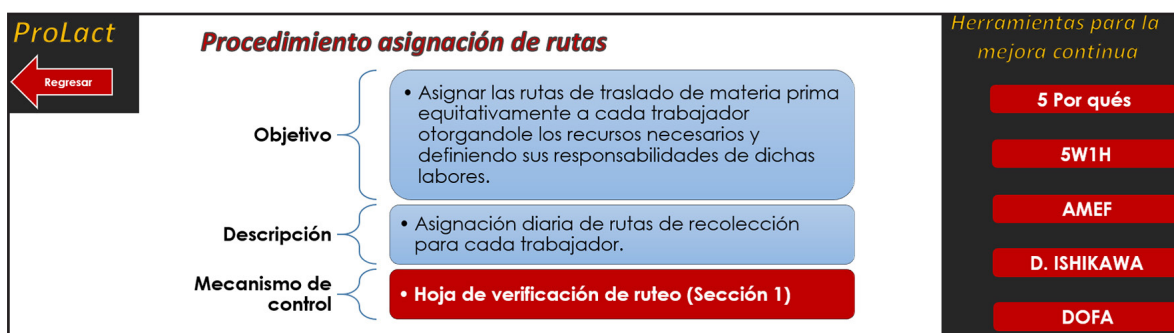 ProLact
Regresar
Procedimiento asignación de rutas
Objetivo
• Asignar las rutas de traslado de materia prima
equitativamente a cada trabajador
otorgandole los recursos necesarios y
definiendo sus responsabilidades de dichas
labores.
Descripción
• Asignación diaria de rutas de recolección
para cada trabajador.
Mecanismo de
control
• Hoja de verificación de ruteo (Sección 1)
Herramientas para la
mejora continua
5 Por qués
5W1H
AMEF
D. ISHIKAWA
DOFA